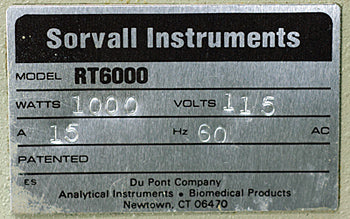 Sorvall Instruments
MODEL RT6000
WATTS 1000 VOLTS 115
A 15 Hz 60 AC
PATENTED
ES Du Pont Company
Analytical Instruments • Biomedical Products
Newtown, CT 06470